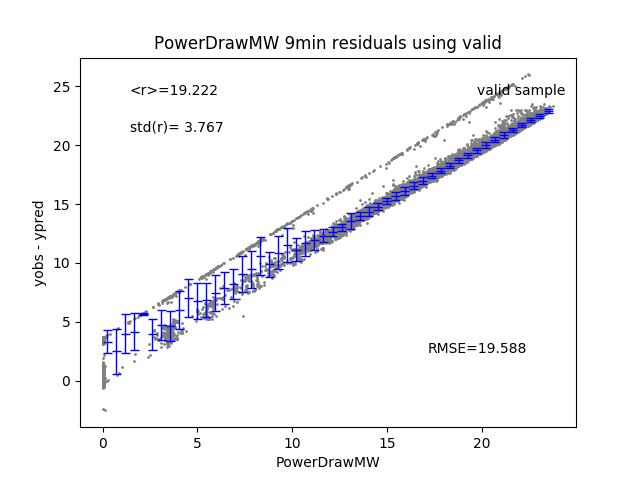 PowerDrawMW 9min residuals using valid
<r>=19.222
valid sample
std(r)= 3.767
RMSE=19.588
yobs - ypred
25
20
15
10
5
0
0 5 10 15 20
PowerDrawMW